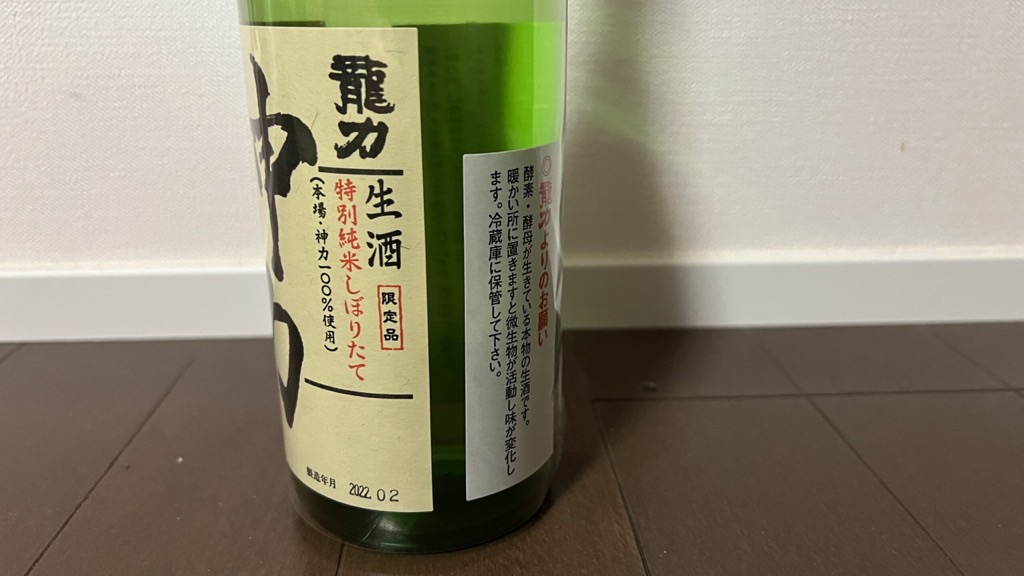 ◎龍力よりのお願い
酵素・酵母が生きている本物の生酒です。
暖かい所に置きますと微生物が活動し味が変化し
ます。冷蔵庫に保管して下さい。
龍力
生酒
限定品
特別純米しぼりたて
(本場・神力一〇〇%使用)
神力
製造年月 2022.02